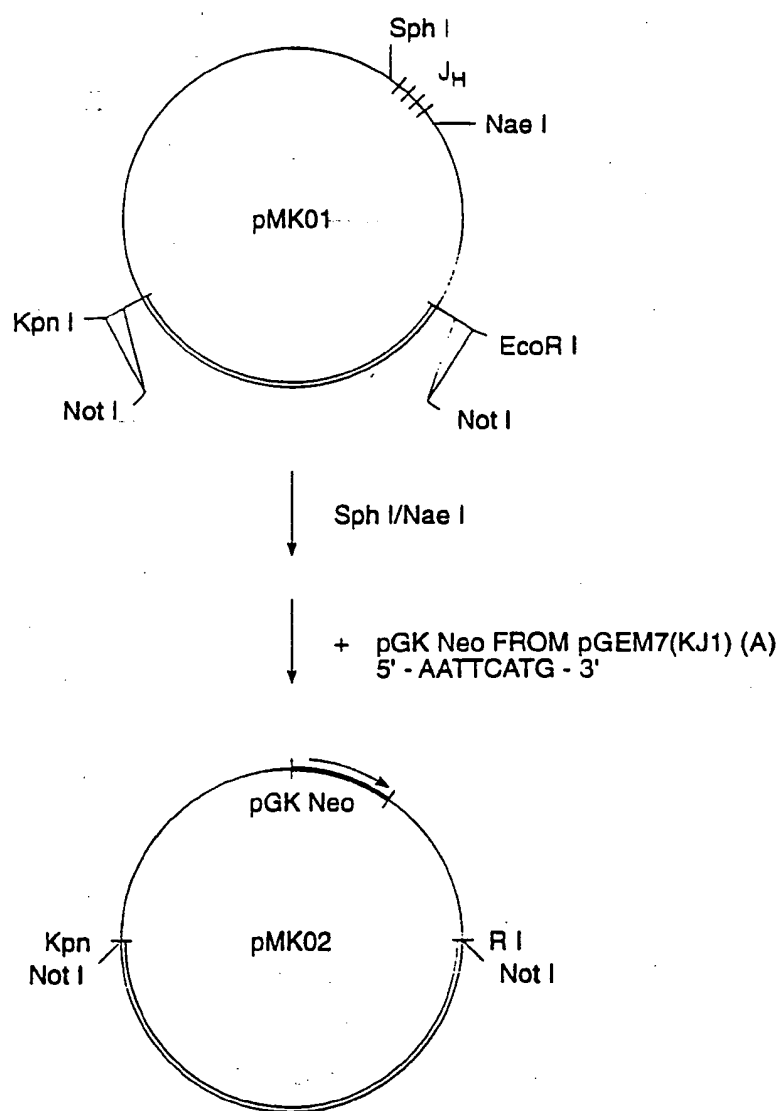 Sph I
JH
Nae I
pMK01
Kpn I
EcoR I
Not I
Not I
Sph I/Nae I
+ pGK Neo FROM pGEM7(KJ1) (A)
5' - AATTCATG - 3'
pGK Neo
Kpn
pMK02
R I
Not I
Not I